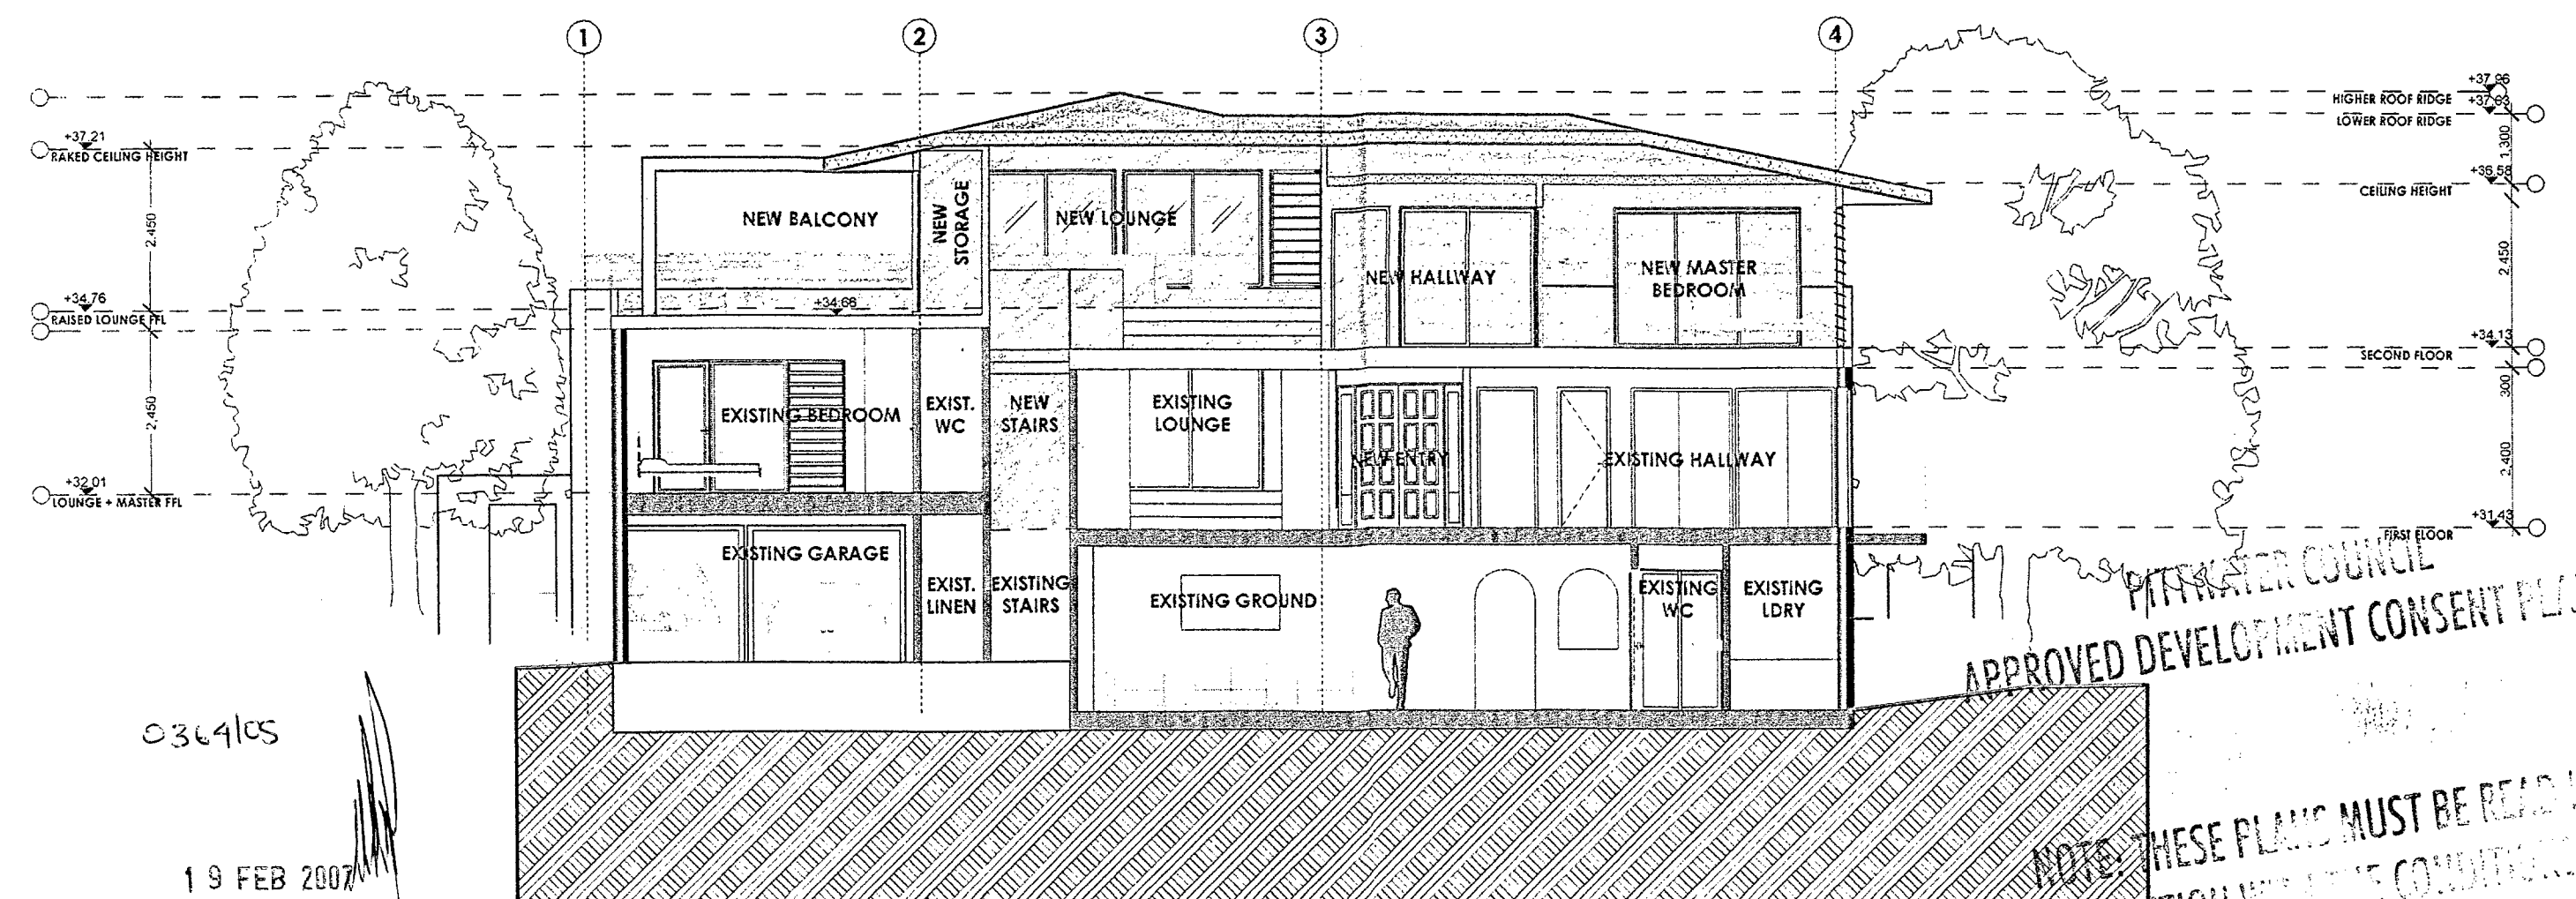 1
2
3
4
+37.96
HIGHER ROOF RIDGE
+37.63
LOWER ROOF RIDGE
1.300
+37.21
RAKED CEILING HEIGHT
+36.58
CEILING HEIGHT
2.450
2.450
NEW BALCONY
NEW
STORAGE
NEW LOUNGE
NEW HALLWAY
NEW MASTER
BEDROOM
+34.76
RAISED LOUNGE FFL
+34.66
+34.13
SECOND FLOOR
300
2.450
2.400
EXISTING BEDROOM
EXIST.
WC
NEW
STAIRS
EXISTING
LOUNGE
NEW ENTRY
EXISTING HALLWAY
+32.01
LOUNGE + MASTER FFL
+31.43
FIRST FLOOR
EXISTING GARAGE
EXIST.
LINEN
EXISTING
STAIRS
EXISTING GROUND
EXISTING
WC
EXISTING
LDRY
PITTWATER COUNCIL
APPROVED DEVELOPMENT CONSENT
0364/05
19 FEB 2007
NOTE: THESE PLANS MUST BE READ